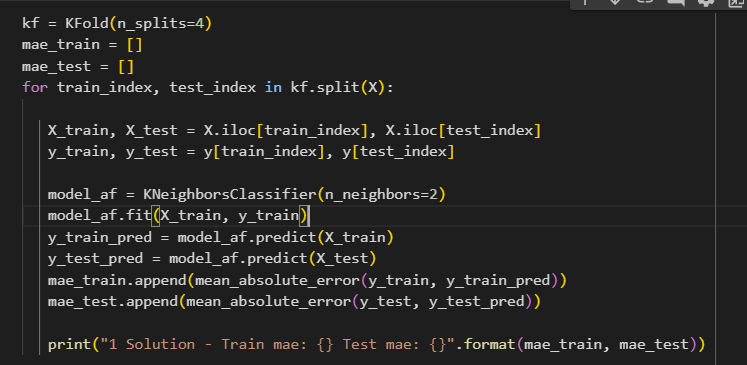 kf = KFold(n_splits=4)
mae_train = []
mae_test = []
for train_index, test_index in kf.split(X):
X_train, X_test = X.iloc[train_index], X.iloc[test_index]
y_train, y_test = y[train_index], y[test_index]
model_af = KNeighborsClassifier(n_neighbors=2)
model_af.fit(X_train, y_train)
y_train_pred = model_af.predict(X_train)
y_test_pred = model_af.predict(X_test)
mae_train.append(mean_absolute_error(y_train, y_train_pred))
mae_test.append(mean_absolute_error(y_test, y_test_pred))
print("1 Solution - Train mae: {} Test mae: {}".format(mae_train, mae_test))